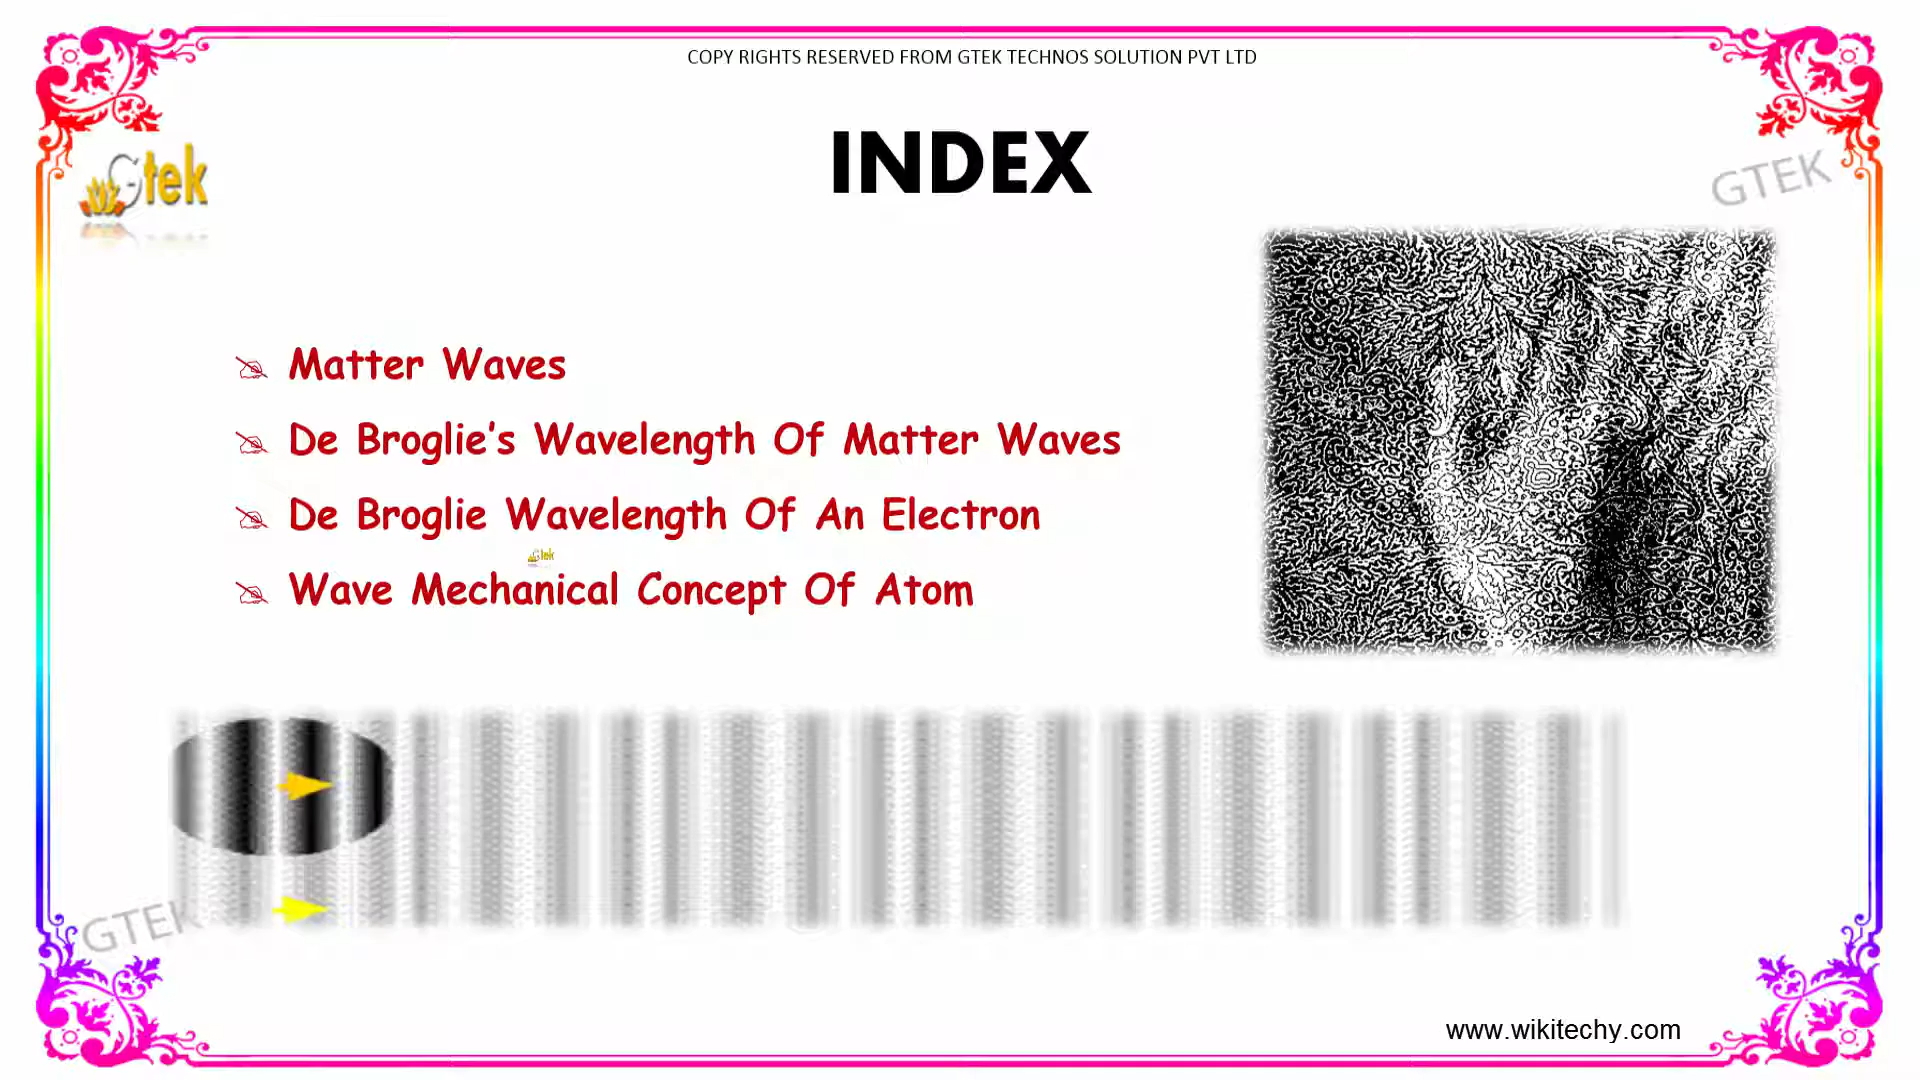 COPY RIGHTS RESERVED FROM GTEK TECHNOS SOLUTION PVT LTD
INDEX
Gtek
GTEK
Matter Waves
De Broglie's Wavelength Of Matter Waves
De Broglie Wavelength Of An Electron
Gtek
Wave Mechanical Concept Of Atom
GTEK
www.wikitechy.com